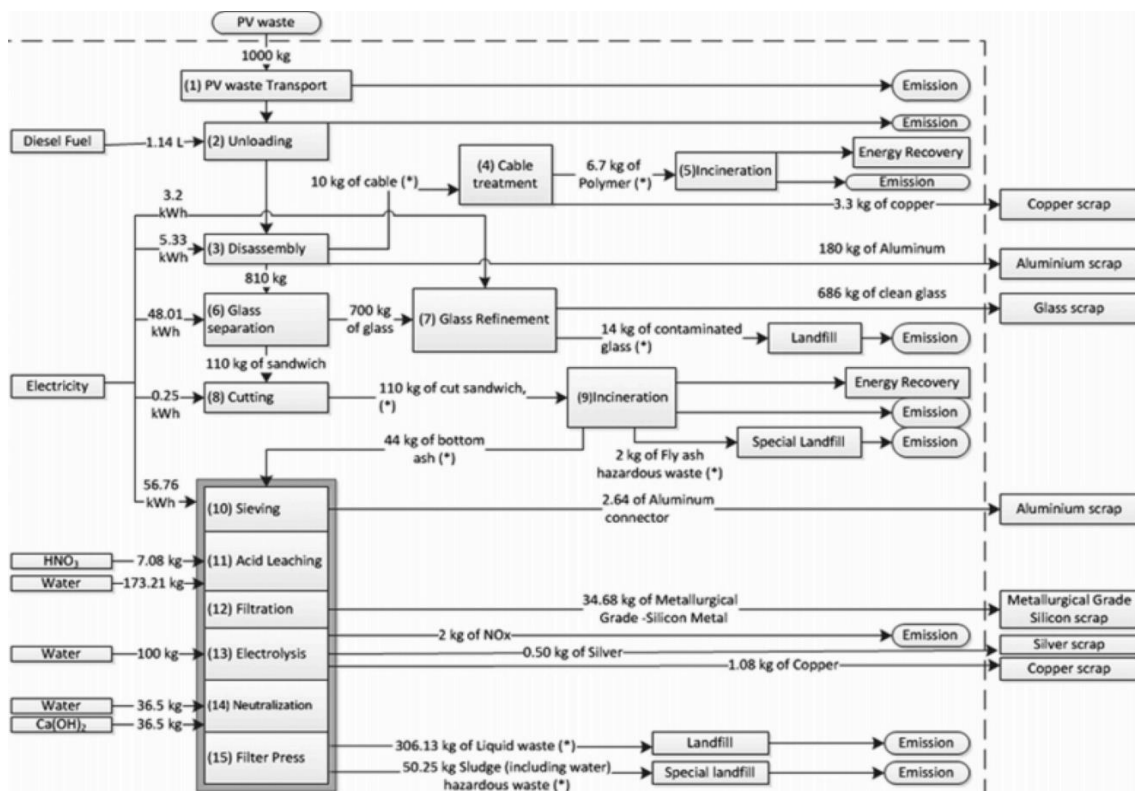 PV waste
1000 kg
(1) PV waste Transport
Emission
Diesel Fuel
1.14 L
(2) Unloading
Emission
10 kg of cable (*)
(4) Cable
treatment
6.7 kg of
Polymer (*)
(5)Incineration
Energy Recovery
Emission
3.3 kg of copper
Copper scrap
3.2
kWh
5.33
kWh
(3) Disassembly
180 kg of Aluminum
Aluminium scrap
810 kg
48.01
kWh
(6) Glass
separation
700 kg
of glass
(7) Glass Refinement
686 kg of clean glass
Glass scrap
14 kg of contaminated
glass (*)
Landfill
Emission
110 kg of sandwich
Electricity
0.25
kWh
(8) Cutting
110 kg of cut sandwich,
(*)
(9)Incineration
Energy Recovery
Emission
44 kg of bottom
ash (*)
2 kg of Fly ash
hazardous waste (*)
Special Landfill
Emission
56.76
kWh
(10) Sieving
2.64 of Aluminum
connector
Aluminium scrap
HNO3
7.08 kg
(11) Acid Leaching
Water
173.21 kg
(12) Filtration
34.68 kg of Metallurgical
Grade -Silicon Metal
Metallurgical Grade
Silicon scrap
2 kg of NOx
Emission
Water
100 kg
(13) Electrolysis
0.50 kg of Silver
Silver scrap
1.08 kg of Copper
Copper scrap
Water
36.5 kg
(14) Neutralization
Ca(OH)2
36.5 kg
(15) Filter Press
306.13 kg of Liquid waste (*)
Landfill
Emission
50.25 kg Sludge (including water)
hazardous waste (*)
Special landfill
Emission